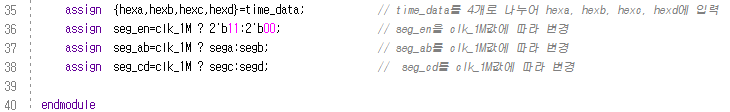 35 assign {hexa,hexb,hexc,hexd}=time_data; // time_data를 4개로 나누어 hexa, hexb, hexc, hexd에 입력
36 assign seg_en=clk_1M ? 2'b11:2'b00; // seg_en을 clk_1M값에 따라 변경
37 assign seg_ab=clk_1M ? sega:segb; // seg_ab를 clk_1M값에 따라 변경
38 assign seg_cd=clk_1M ? segc:segd; // seg_cd를 clk_1M값에 따라 변경
39
40 endmodule